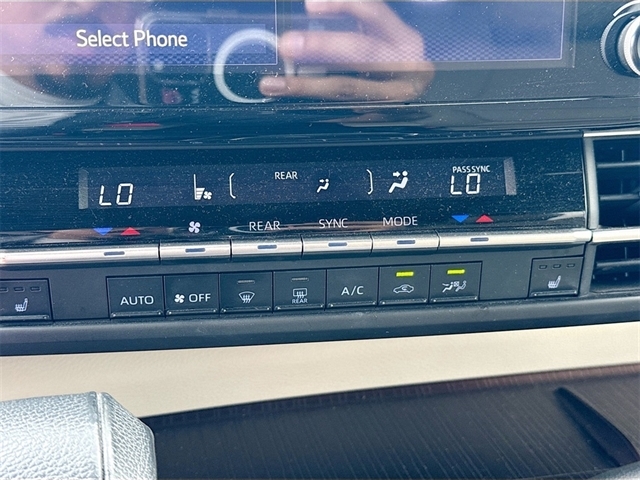 Select Phone
LO
REAR
PASS SYNC
LO
REAR SYNC MODE
AUTO OFF REAR A/C